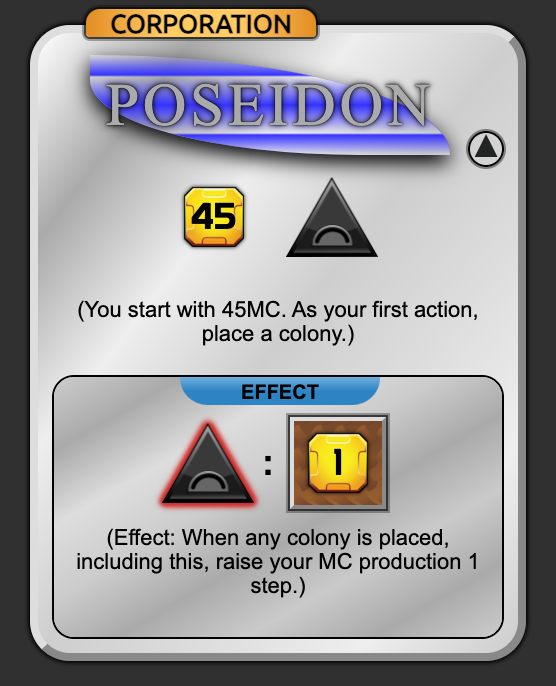 CORPORATION
POSEIDON
45
(You start with 45MC. As your first action,
place a colony.)
EFFECT
: 1
(Effect: When any colony is placed,
including this, raise your MC production 1
step.)